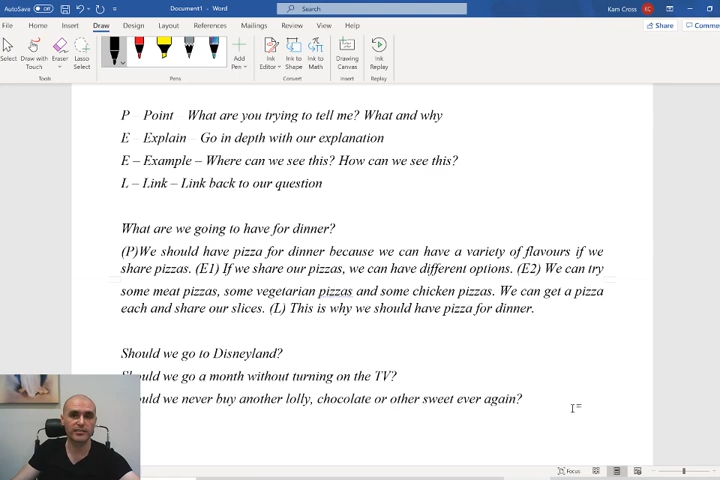 AutoSave Off Document1 - Word Search Kam Cross KC
File Home Insert Draw Design Layout References Mailings Review View Help Share
Select Draw with Touch Eraser Lasso Select Add Pen Ink Editor Ink to Shape Ink to Math Drawing Canvas Ink Replay
Tools Pens Convert Insert Replay
P – Point – What are you trying to tell me? What and why
E – Explain – Go in depth with our explanation
E – Example – Where can we see this? How can we see this?
L – Link – Link back to our question
What are we going to have for dinner?
(P)We should have pizza for dinner because we can have a variety of flavours if we
share pizzas. (E1) If we share our pizzas, we can have different options. (E2) We can try
some meat pizzas, some vegetarian pizzas and some chicken pizzas. We can get a pizza
each and share our slices. (L) This is why we should have pizza for dinner.
Should we go to Disneyland?
Should we go a month without turning on the TV?
we never buy another lolly, chocolate or other sweet ever again?
Focus